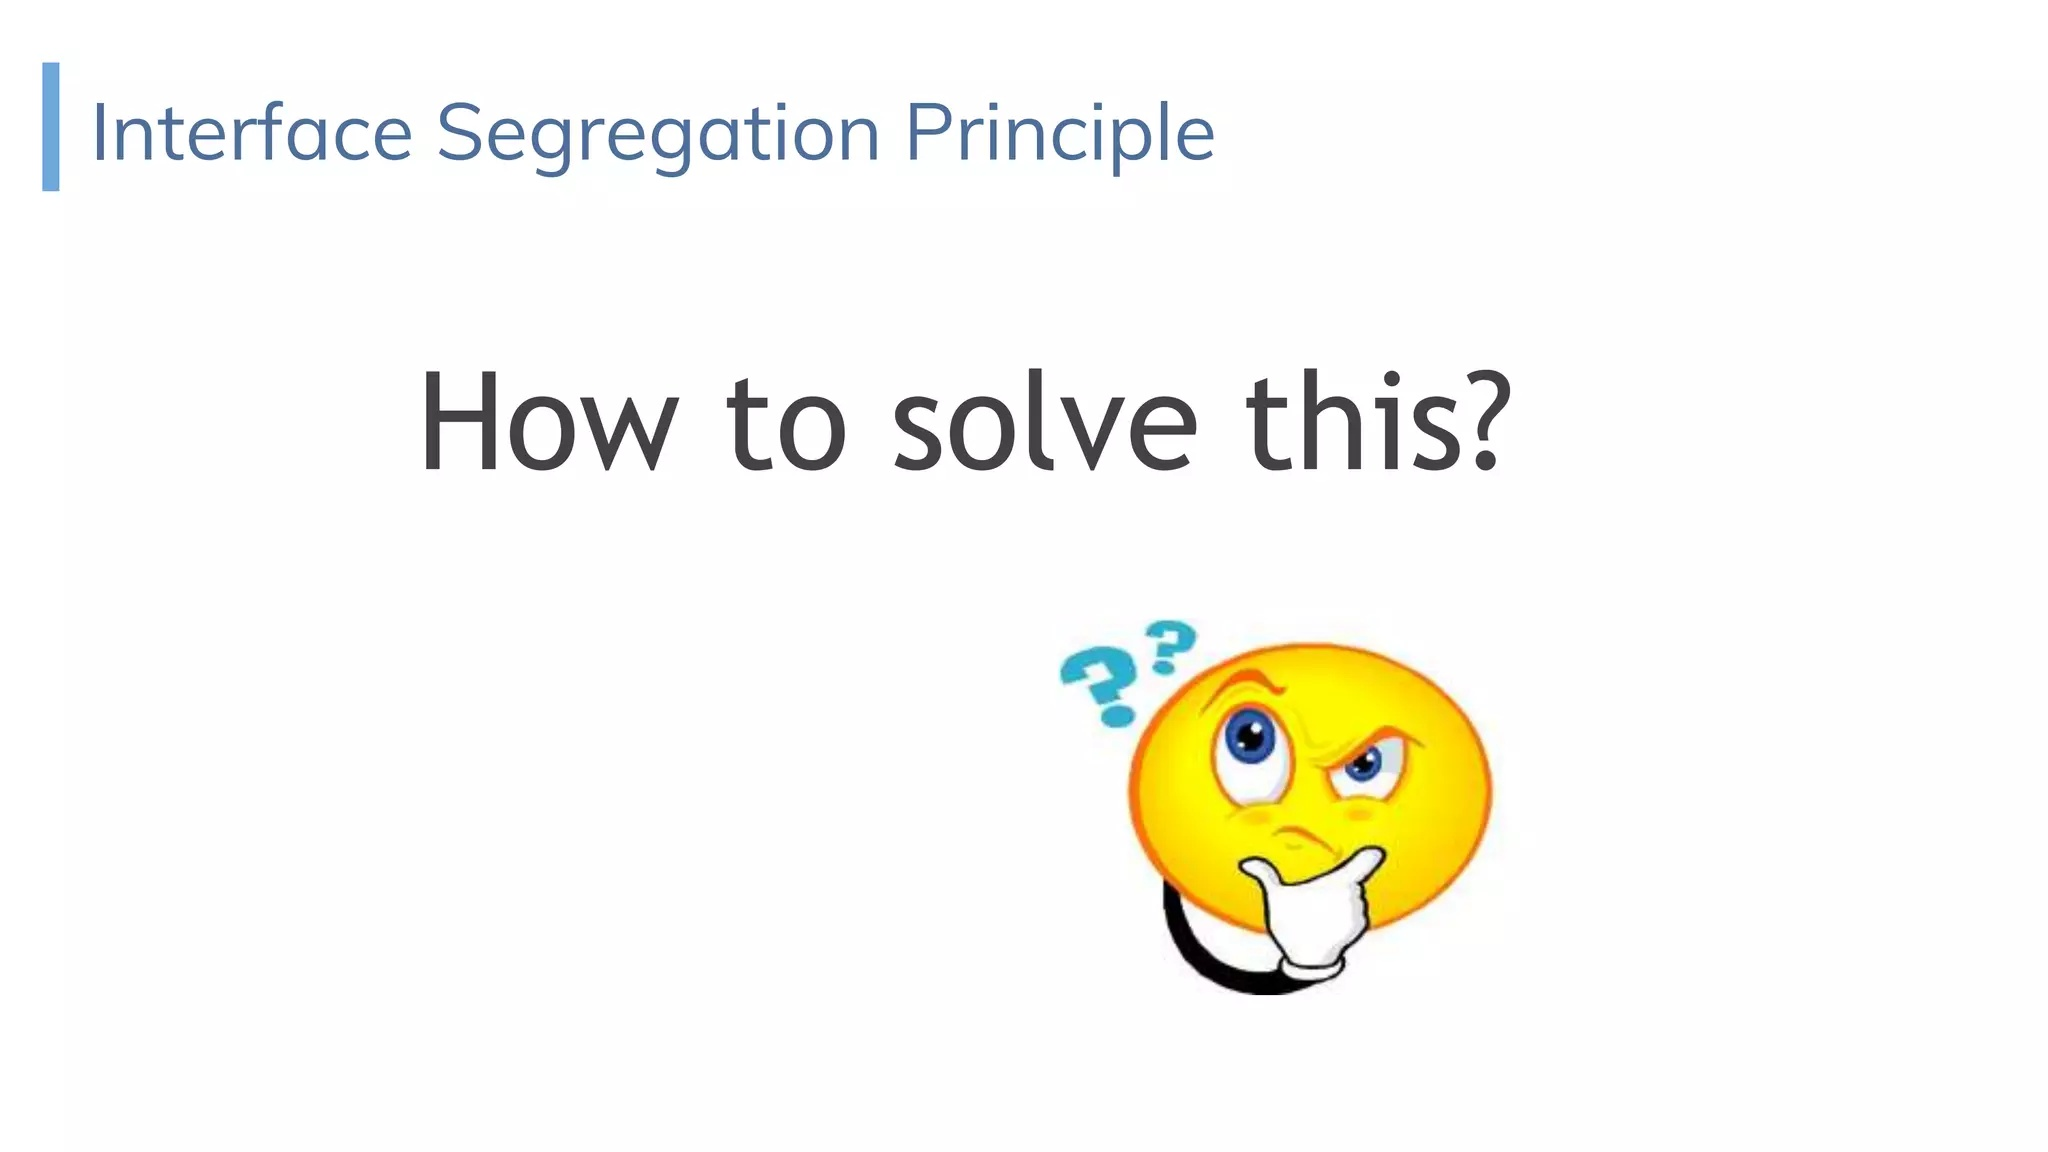 Interface Segregation Principle
How to solve this?
? ?